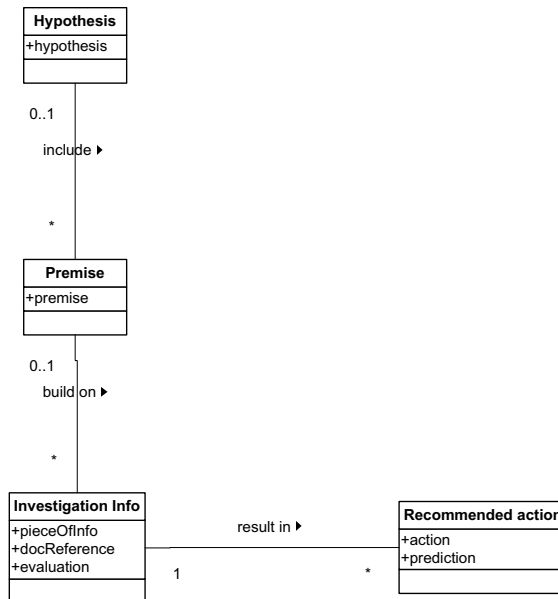 Hypothesis
+hypothesis
0..1
include
*
Premise
+premise
0..1
build on
*
Investigation Info
+pieceOfInfo
+docReference
+evaluation
result in
1
*
Recommended action
+action
+prediction